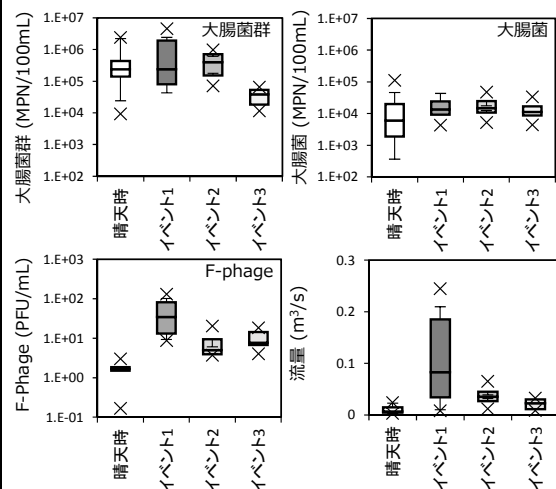 大腸菌群
大腸菌群 (MPN/100mL)
1.E+07
1.E+06
1.E+05
1.E+04
1.E+03
1.E+02
晴天時
イベント1
イベント2
イベント3
大腸菌
大腸菌 (MPN/100mL)
1.E+07
1.E+06
1.E+05
1.E+04
1.E+03
1.E+02
晴天時
イベント1
イベント2
イベント3
F-phage
F-Phage (PFU/mL)
1.E+03
1.E+02
1.E+01
1.E+00
1.E-01
晴天時
イベント1
イベント2
イベント3
流量 (m³/s)
0.3
0.2
0.1
0
晴天時
イベント1
イベント2
イベント3